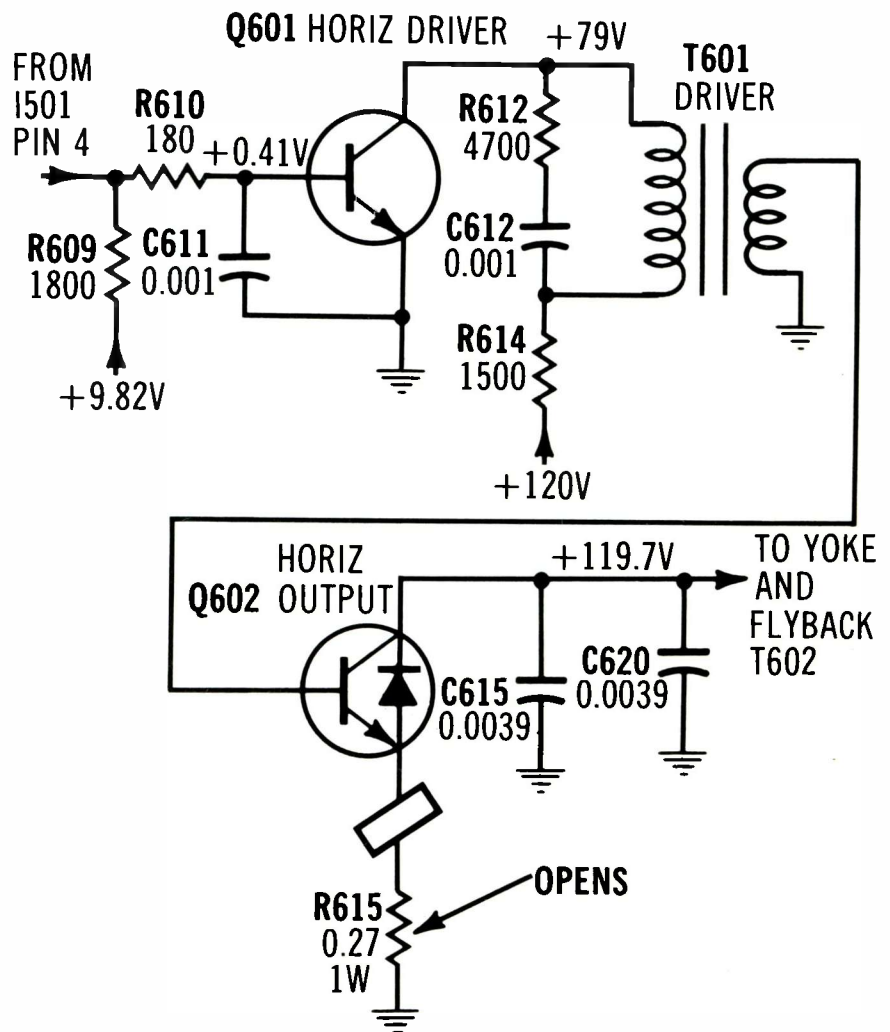 Q601 HORIZ DRIVER
+79V
FROM
I501
PIN 4
R610
180
+0.41V
R612
4700
T601
DRIVER
R609
1800
C611
0.001
C612
0.001
+9.82V
R614
1500
+120V
HORIZ
Q602 OUTPUT
+119.7V
TO YOKE
AND
FLYBACK
T602
C615
0.0039
C620
0.0039
OPENS
R615
0.27
1W